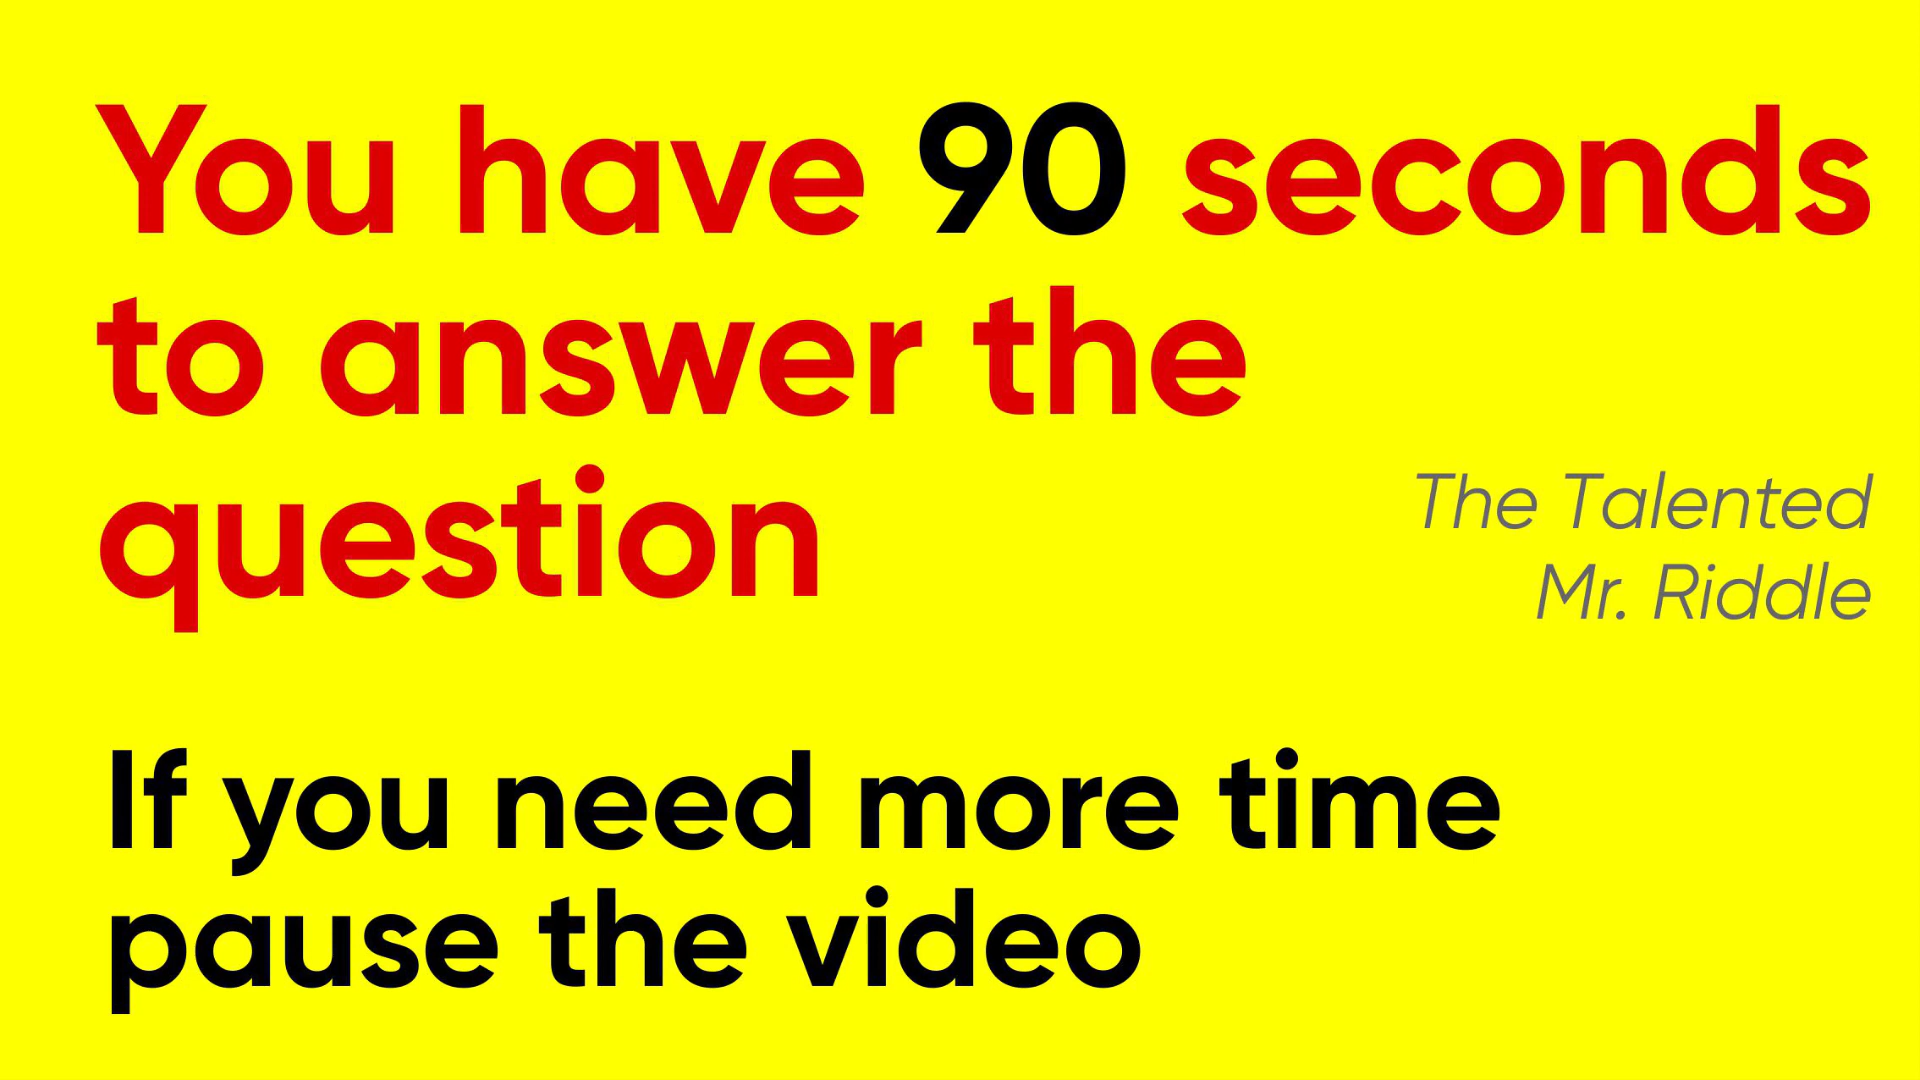 You have 90 seconds
to answer the
question
The Talented
Mr. Riddle
If you need more time
pause the video